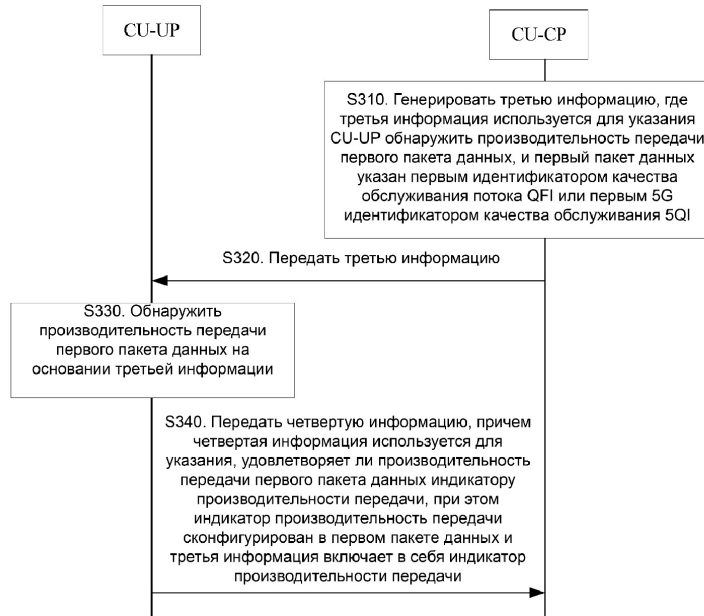 CU-UP
CU-CP
S310. Генерировать третью информацию, где
третья информация используется для указания
CU-UP обнаружить производительность передачи
первого пакета данных, и первый пакет данных
указан первым идентификатором качества
обслуживания потока QFI или первым 5G
идентификатором качества обслуживания 5QI
S320. Передать третью информацию
S330. Обнаружить
производительность передачи
первого пакета данных на
основании третьей информации
S340. Передать четвертую информацию, причем
четвертая информация используется для
указания, удовлетворяет ли производительность
передачи первого пакета данных индикатору
производительности передачи, при этом
индикатор производительность передачи
сконфигурирован в первом пакете данных и
третья информация включает в себя индикатор
производительности передачи